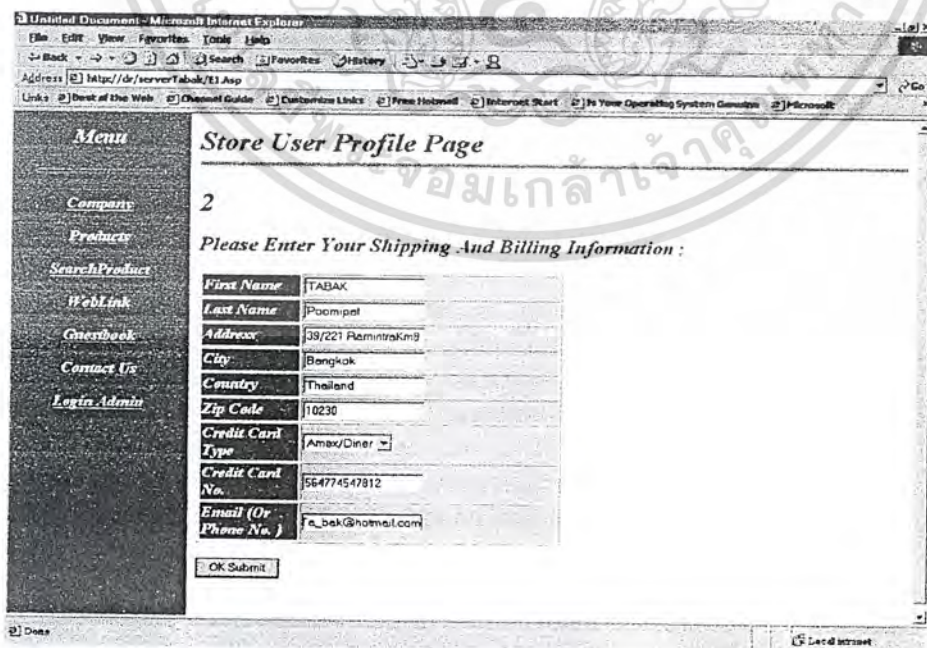 Untitled Document - Microsoft Internet Explorer
File Edit View Favorites Tools Help
Back Search Favorites History
Address http://dr/serverTabak/E1.Asp Go
Links Best of the Web Channel Guide Customize Links Free Hotmail Internet Start Is Your Operating System Genuine Microsoft
Menu
Company
Products
SearchProduct
WebLink
Guestbook
Contact Us
Login Admin
Store User Profile Page
2
Please Enter Your Shipping And Billing Information :
First Name TABAK
Last Name Poomipat
Address 39/221 RamintraKm8
City Bangkok
Country Thailand
Zip Code 10230
Credit Card Type Amex/Diner
Credit Card No. 564774547812
Email (Or Phone No. ) a_bak@hotmail.com
OK Submit
Done
Local intranet